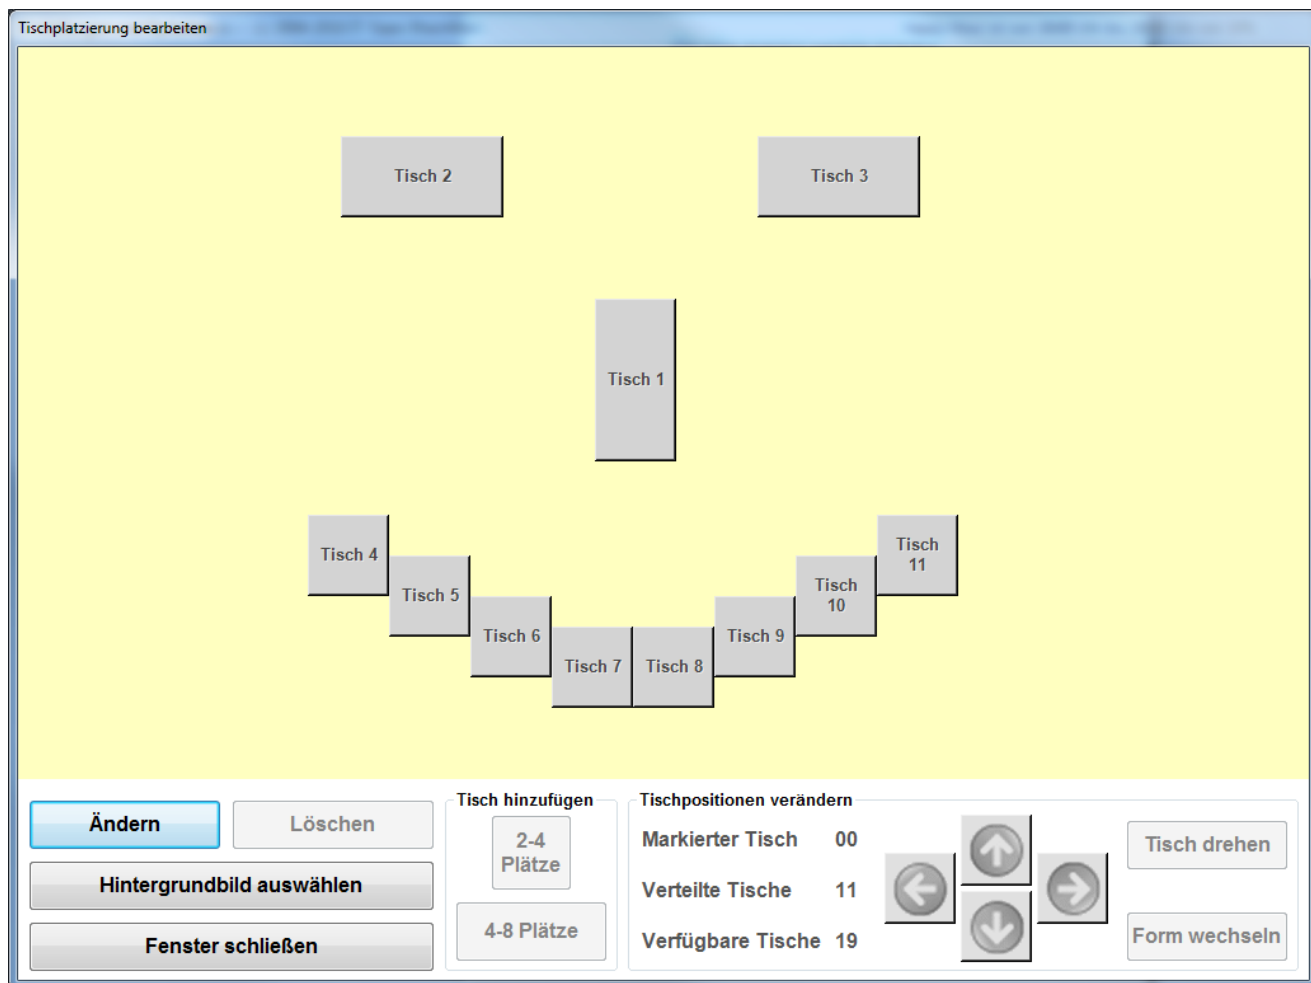 Tischplatzierung bearbeiten
Tisch 2
Tisch 3
Tisch 1
Tisch 4
Tisch 5
Tisch 6
Tisch 7
Tisch 8
Tisch 9
Tisch
10
Tisch
11
Ändern
Löschen
Hintergrundbild auswählen
Fenster schließen
Tisch hinzufügen
2-4
Plätze
4-8 Plätze
Tischpositionen verändern
Markierter Tisch 00
Verteilte Tische 11
Verfügbare Tische 19
Tisch drehen
Form wechseln